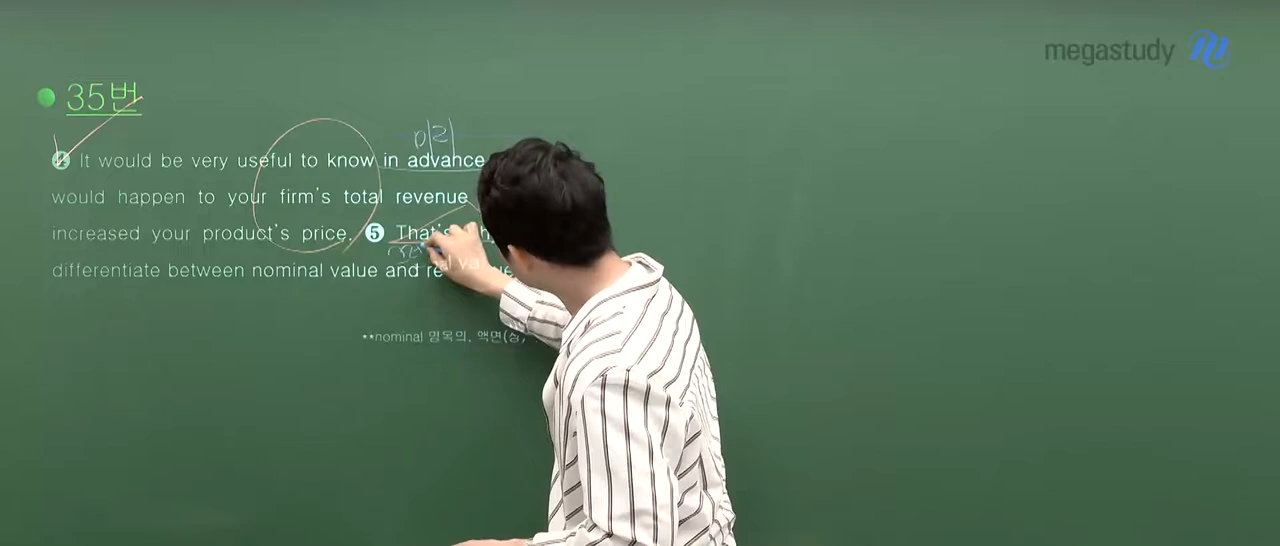 megastudy
35번
미리
④ It would be very useful to know in advance
would happen to your firm's total revenue
increased your product's price. ❺ That's
differentiate between nominal value and
**nominal 명목의, 액면(상)